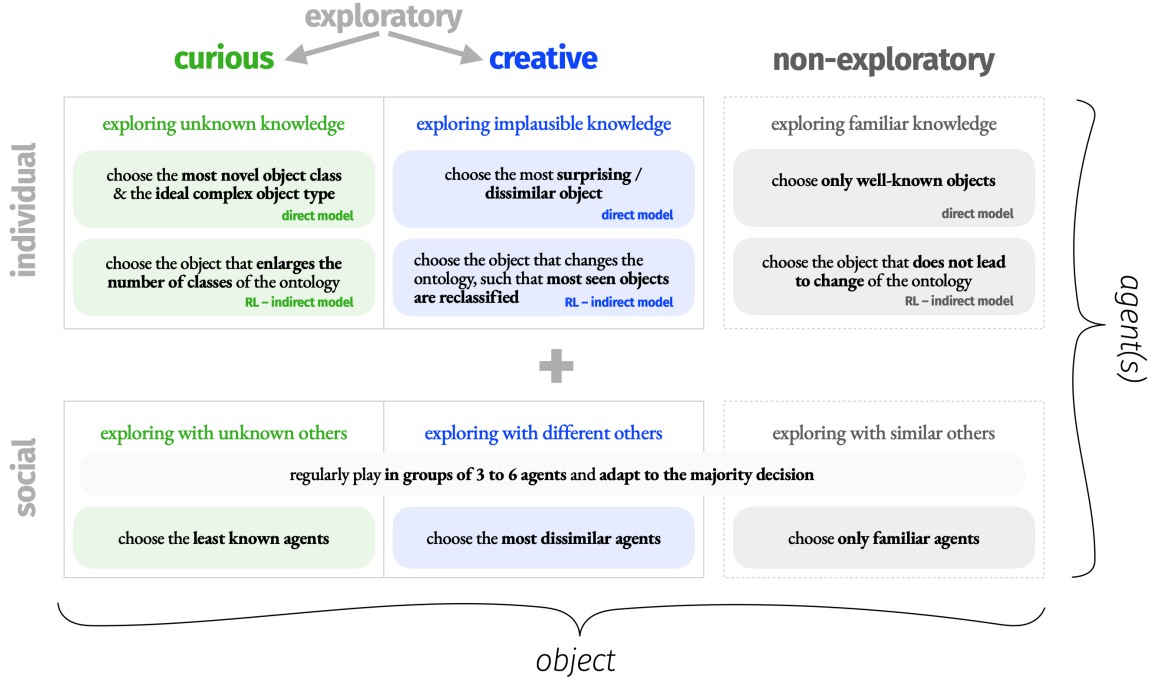 exploratory
curious
creative
non-exploratory
individual
exploring unknown knowledge
choose the most novel object class
& the ideal complex object type
direct model
choose the object that enlarges the
number of classes of the ontology
RL – indirect model
exploring implausible knowledge
choose the most surprising /
dissimilar object
direct model
choose the object that changes the
ontology, such that most seen objects
are reclassified
RL – indirect model
exploring familiar knowledge
choose only well-known objects
direct model
choose the object that does not lead
to change of the ontology
RL – indirect model
agent(s)
+
social
exploring with unknown others
exploring with different others
exploring with similar others
regularly play in groups of 3 to 6 agents and adapt to the majority decision
choose the least known agents
choose the most dissimilar agents
choose only familiar agents
object